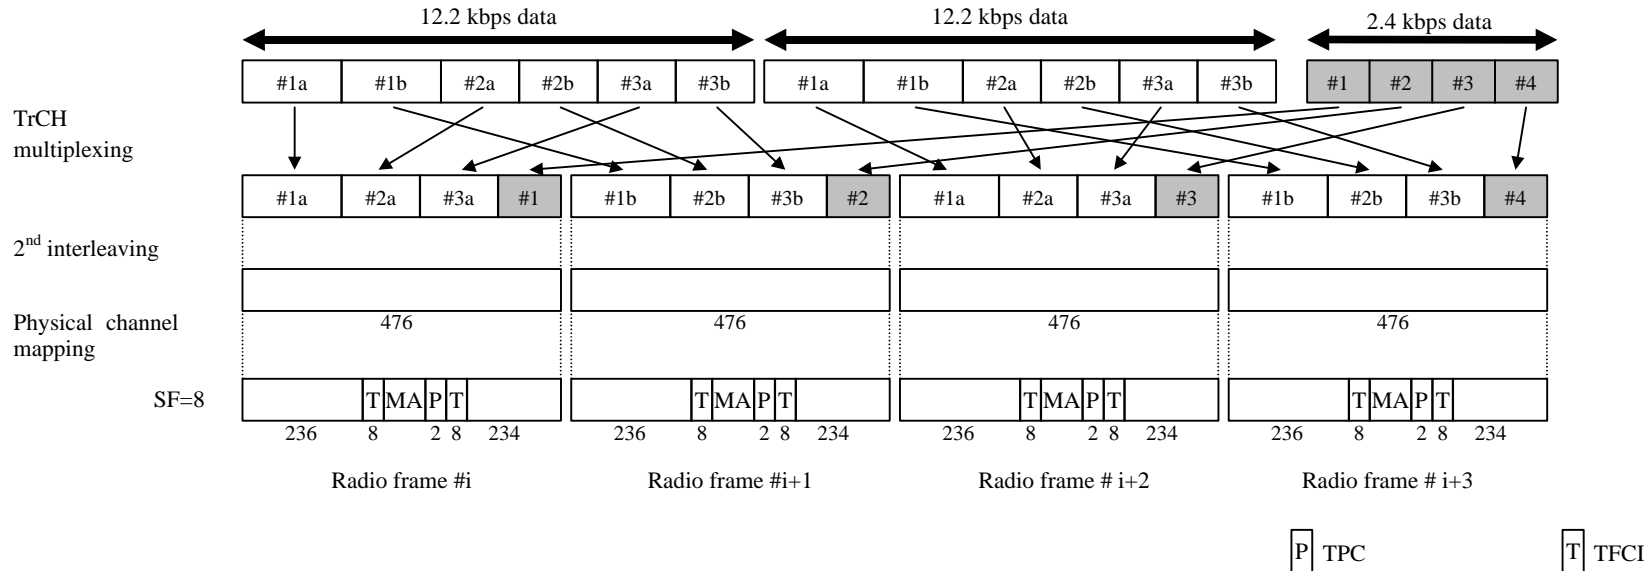 12.2 kbps data 12.2 kbps data 2.4 kbps data
#1a #1b #2a #2b #3a #3b #1a #1b #2a #2b #3a #3b #1 #2 #3 #4
TrCH
multiplexing
#1a #2a #3a #1 #1b #2b #3b #2 #1a #2a #3a #3 #1b #2b #3b #4
2nd interleaving
Physical channel
mapping
476 476 476 476
SF=8
T MA P T T MA P T T MA P T T MA P T
236 8 2 8 234 236 8 2 8 234 236 8 2 8 234 236 8 2 8 234
Radio frame #i Radio frame #i+1 Radio frame # i+2 Radio frame # i+3
P TPC T TFCI